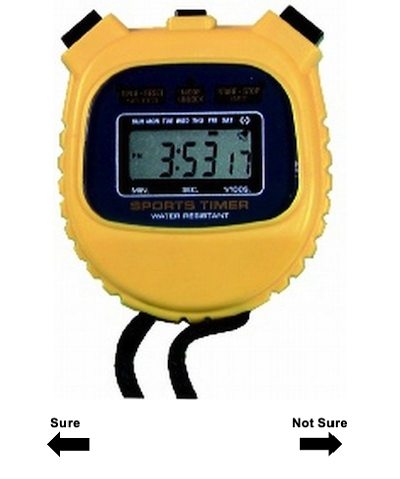 SUN MON TUE WED THU FRI SAT
3:53 17
MIN. SEC. 1/100S.
SPORTS TIMER
WATER RESISTANT
Sure Not Sure